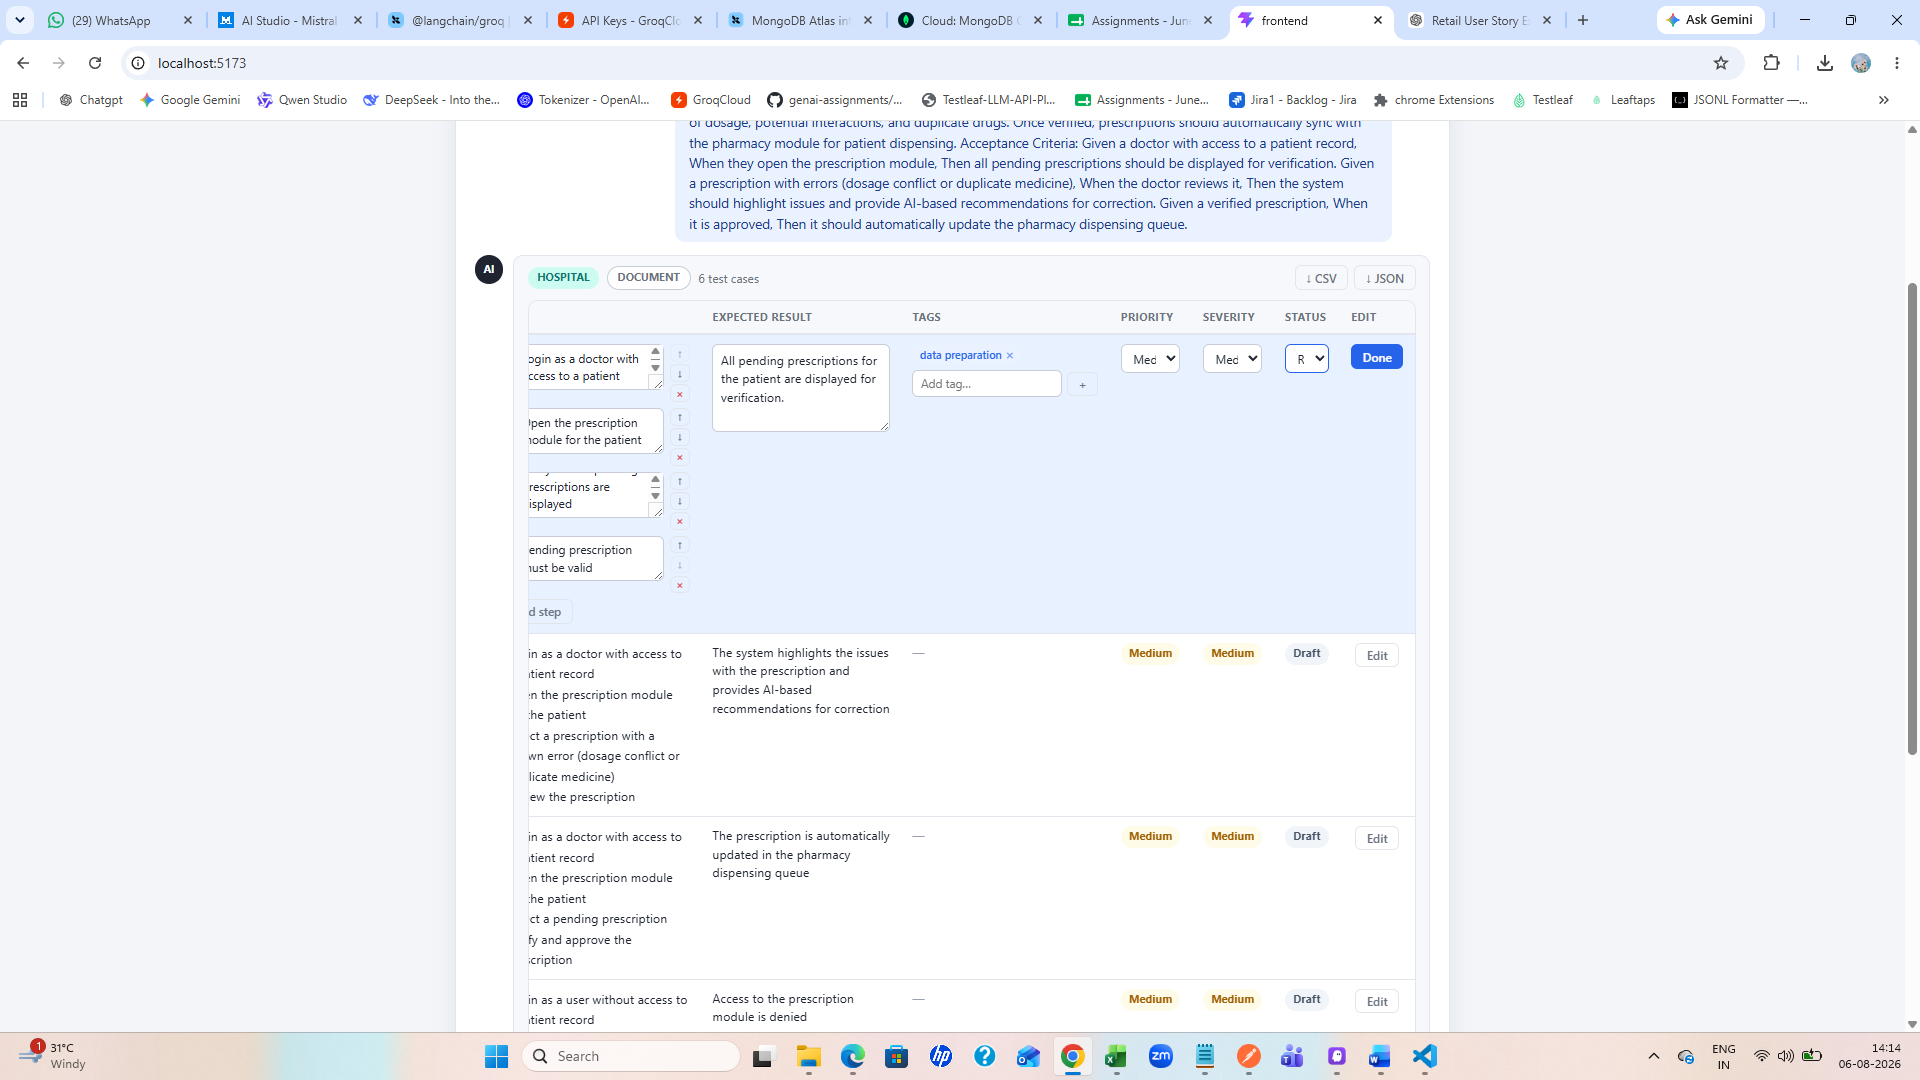 (29) WhatsApp
AI Studio - Mistral
@langchain/groq
API Keys - GroqClo
MongoDB Atlas in
Cloud: MongoDB C
Assignments - June
frontend
Retail User Story E
Ask Gemini
localhost:5173
Chatgpt
Google Gemini
Qwen Studio
DeepSeek - Into the...
Tokenizer - OpenAI...
GroqCloud
genai-assignments/...
Testleaf-LLM-API-Pl...
Assignments - June...
Jira1 - Backlog - Jira
chrome Extensions
Testleaf
Leaftaps
JSONL Formatter —...
of dosage, potential interactions, and duplicate drugs. Once verified, prescriptions should automatically sync with
the pharmacy module for patient dispensing. Acceptance Criteria: Given a doctor with access to a patient record,
When they open the prescription module, Then all pending prescriptions should be displayed for verification. Given
a prescription with errors (dosage conflict or duplicate medicine), When the doctor reviews it, Then the system
should highlight issues and provide AI-based recommendations for correction. Given a verified prescription, When
it is approved, Then it should automatically update the pharmacy dispensing queue.
AI
HOSPITAL
DOCUMENT
6 test cases
↓ CSV
↓ JSON
EXPECTED RESULT
TAGS
PRIORITY
SEVERITY
STATUS
EDIT
ogin as a doctor with
ccess to a patient
pen the prescription
nodule for the patient
rescriptions are
isplayed
ending prescription
nust be valid
d step
All pending prescriptions for
the patient are displayed for
verification.
data preparation ×
Add tag...
+
Med
Med
R
Done
in as a doctor with access to
tient record
en the prescription module
the patient
ct a prescription with a
wn error (dosage conflict or
licate medicine)
ew the prescription
The system highlights the issues
with the prescription and
provides AI-based
recommendations for correction
—
Medium
Medium
Draft
Edit
in as a doctor with access to
tient record
en the prescription module
the patient
ct a pending prescription
fy and approve the
scription
The prescription is automatically
updated in the pharmacy
dispensing queue
—
Medium
Medium
Draft
Edit
in as a user without access to
tient record
Access to the prescription
module is denied
—
Medium
Medium
Draft
Edit
1
31°C
Windy
Search
ENG
IN
14:14
06-08-2026